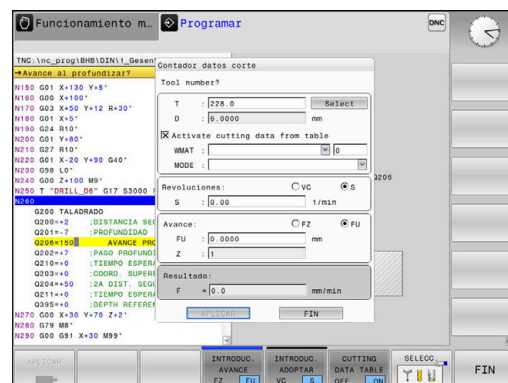 Funcionamiento m…
Programar
DNC
TNC:\nc_prog\BHB\DIN\1_Gesent
→Avance al profundizar?
N150 G01 X+130 Y+5*
N160 G00 X+100*
N170 G03 X+50 Y+12 R+30*
N180 G01 X+5*
N190 G24 R10*
N200 G01 Y+80*
N210 G27 R10*
N220 G01 X-20 Y+90 G40*
N230 G98 L0*
N240 G00 Z+100 M9*
N250 T "DRILL_D6" G17 S3000
N260
G200 TALADRADO
Q200=+2 ;DISTANCIA SEG
Q201=-7 ;PROFUNDIDAD
Q206=150 AVANCE PRO
Q202=+7 ;PASO PROFUNDI
Q210=+0 ;TIEMPO ESPERA
Q203=+0 ;COORD. SUPERF
Q204=+50 ;2A DIST. SEGU
Q211=+0 ;TIEMPO ESPERA
Q395=+0 ;DEPTH REFEREN
N270 G00 X+30 Y+70 Z+2*
N280 G79 M8*
N290 G00 G91 X+30 M99*
Contador datos corte
Tool number?
T : 228.0 Select
D : 6.0000 mm
Activate cutting data from table
WMAT : 0
MODE :
Revoluciones: VC S
S : 0.00 1/min
Avance: FZ FU
FU : 0.0000 mm
Z : 1
Resultado:
F = 0.0 mm/min
APLICAR FIN
206
APLICAR
INTRODUC. AVANCE FZ FU
INTRODUC. ADOPTAR VC S
CUTTING DATA TABLE OFF ON
SELECC.
FIN